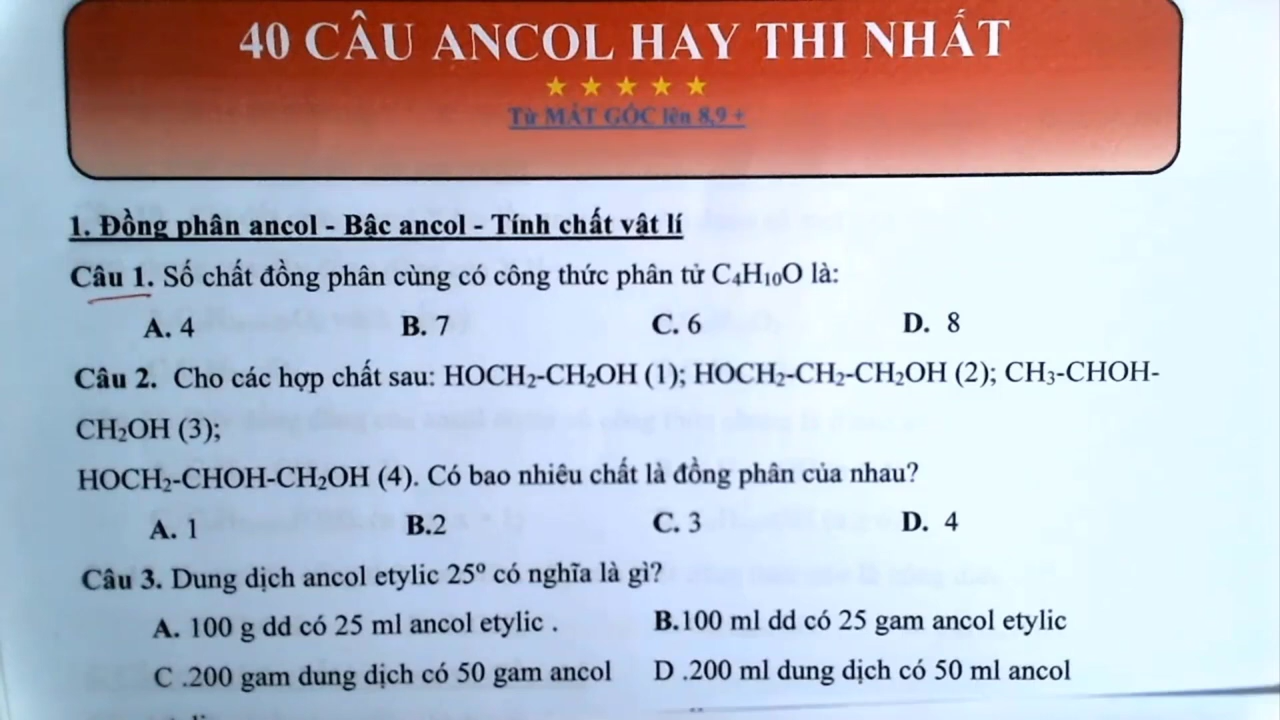 40 CÂU ANCOL HAY THI NHẤT
Từ MẤT GỐC lên 8,9 +
1. Đồng phân ancol - Bậc ancol - Tính chất vật lí
Câu 1. Số chất đồng phân cùng có công thức phân tử C₄H₁₀O là:
A. 4 B. 7 C. 6 D. 8
Câu 2. Cho các hợp chất sau: HOCH₂-CH₂OH (1); HOCH₂-CH₂-CH₂OH (2); CH₃-CHOH-
CH₂OH (3);
HOCH₂-CHOH-CH₂OH (4). Có bao nhiêu chất là đồng phân của nhau?
A. 1 B.2 C. 3 D. 4
Câu 3. Dung dịch ancol etylic 25º có nghĩa là gì?
A. 100 g dd có 25 ml ancol etylic . B.100 ml dd có 25 gam ancol etylic
C .200 gam dung dịch có 50 gam ancol D .200 ml dung dịch có 50 ml ancol